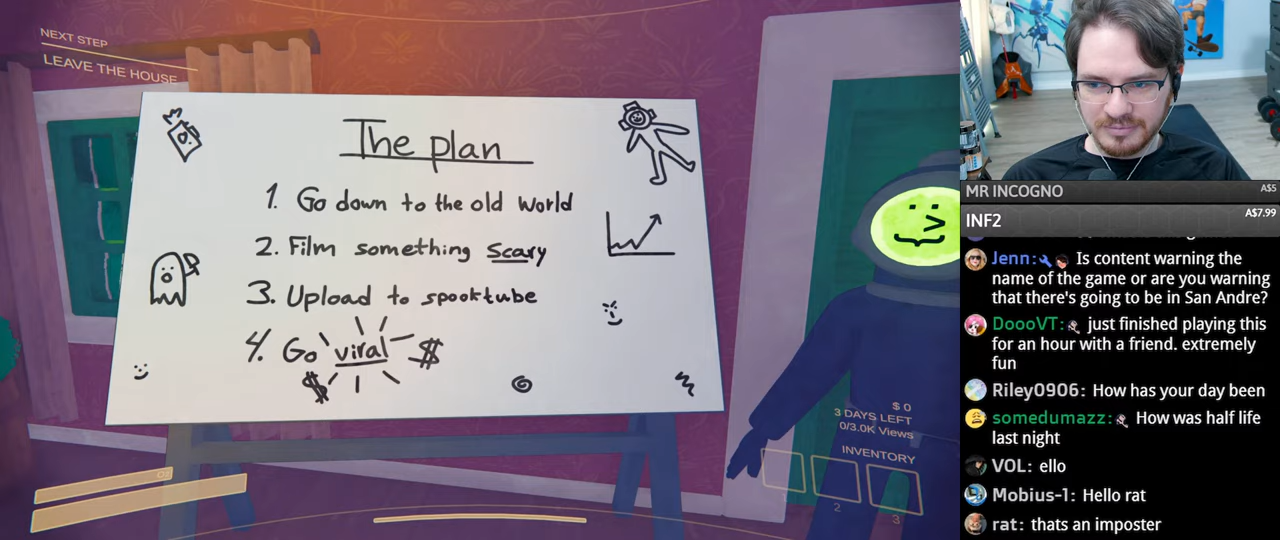 NEXT STEP
LEAVE THE HOUSE
The plan
1. Go down to the old world
2. Film something scary
3. Upload to spooktube
4. Go viral $
$
$ 0
3 DAYS LEFT
0/3.0K Views
INVENTORY
2
3
MR INCOGNO A$5
INF2 A$7.99
Jenn: Is content warning the
name of the game or are you warning
that there's going to be in San Andre?
DoooVT: just finished playing this
for an hour with a friend. extremely
fun
Riley0906: How has your day been
somedumazz: How was half life
last night
VOL: ello
Mobius-1: Hello rat
rat: thats an imposter